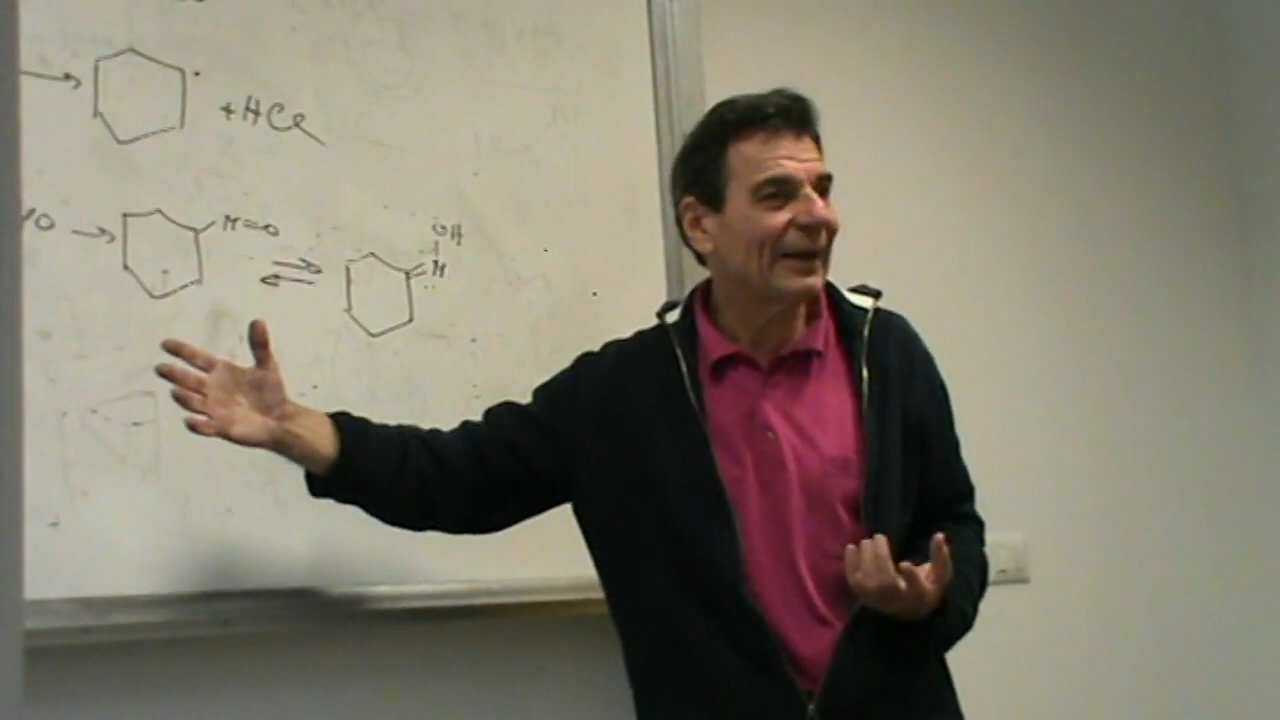 → · + HCl
O → N=O ⇌ OH
N